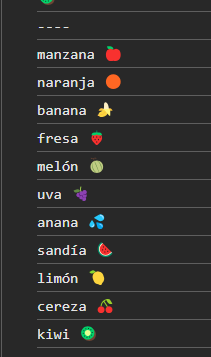 ----
manzana 🍎
naranja 🟠
banana 🍌
fresa 🍓
melón 🍈
uva 🍇
anana 💦
sandía 🍉
limón 🍋
cereza 🍒
kiwi 🥝